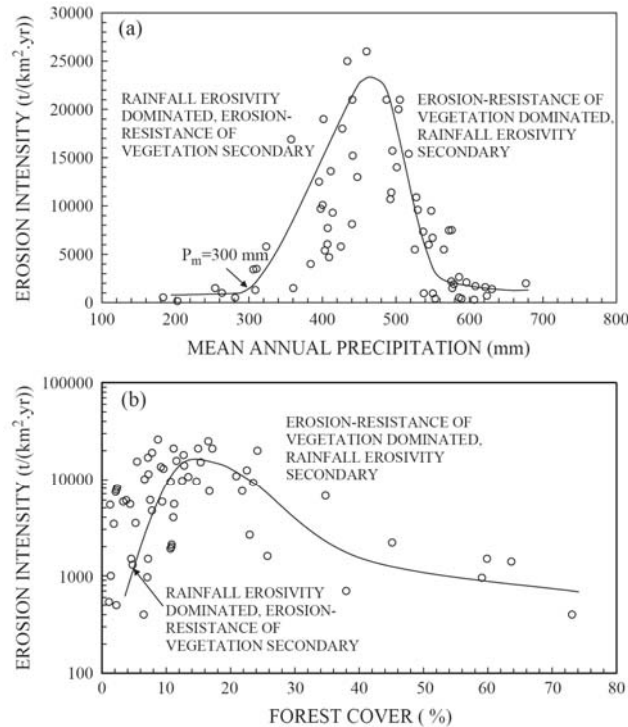 (a)
EROSION INTENSITY (t/(km².yr)
30000
25000
20000
15000
10000
5000
0
RAINFALL EROSIVITY
DOMINATED, EROSION-
RESISTANCE OF
VEGETATION SECONDARY
EROSION-RESISTANCE OF
VEGETATION DOMINATED,
RAINFALL EROSIVITY
SECONDARY
Pm=300 mm
100 200 300 400 500 600 700 800
MEAN ANNUAL PRECIPITATION (mm)
(b)
EROSION INTENSITY (t/(km².yr)
100000
10000
1000
100
EROSION-RESISTANCE OF
VEGETATION DOMINATED,
RAINFALL EROSIVITY
SECONDARY
RAINFALL EROSIVITY
DOMINATED, EROSION-
RESISTANCE OF
VEGETATION SECONDARY
0 10 20 30 40 50 60 70 80
FOREST COVER ( %)